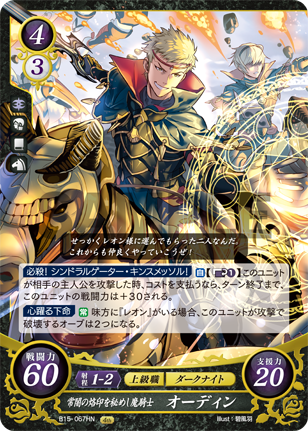 4
3
せっかくレオン様に選んでもらった二人なんだ、
これからも仲良くやっていこうぜ!
必殺! シンドラルゲーター・キンスメッソル! 自 【1】このユニット
が相手の主人公を攻撃した時、コストを支払うなら、ターン終了まで、
このユニットの戦闘力は+30される。
心躍る下命 常 味方に『レオン』がいる場合、このユニットが攻撃で
破壊するオーブは2つになる。
戦闘力
60
射程 1-2 上級職 ダークナイト
支援力
20
常闇の烙印を秘めし魔騎士 オーディン
B15-067HN
Illust:碧風羽